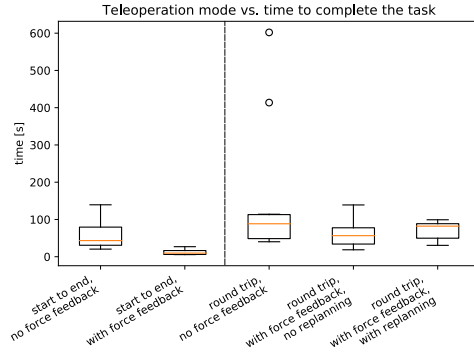 Teleoperation mode vs. time to complete the task
time [s]
600
500
400
300
200
100
0
start to end,
no force feedback
start to end,
with force feedback
round trip,
no force feedback
round trip,
with force feedback,
no replanning
round trip,
with force feedback,
with replanning